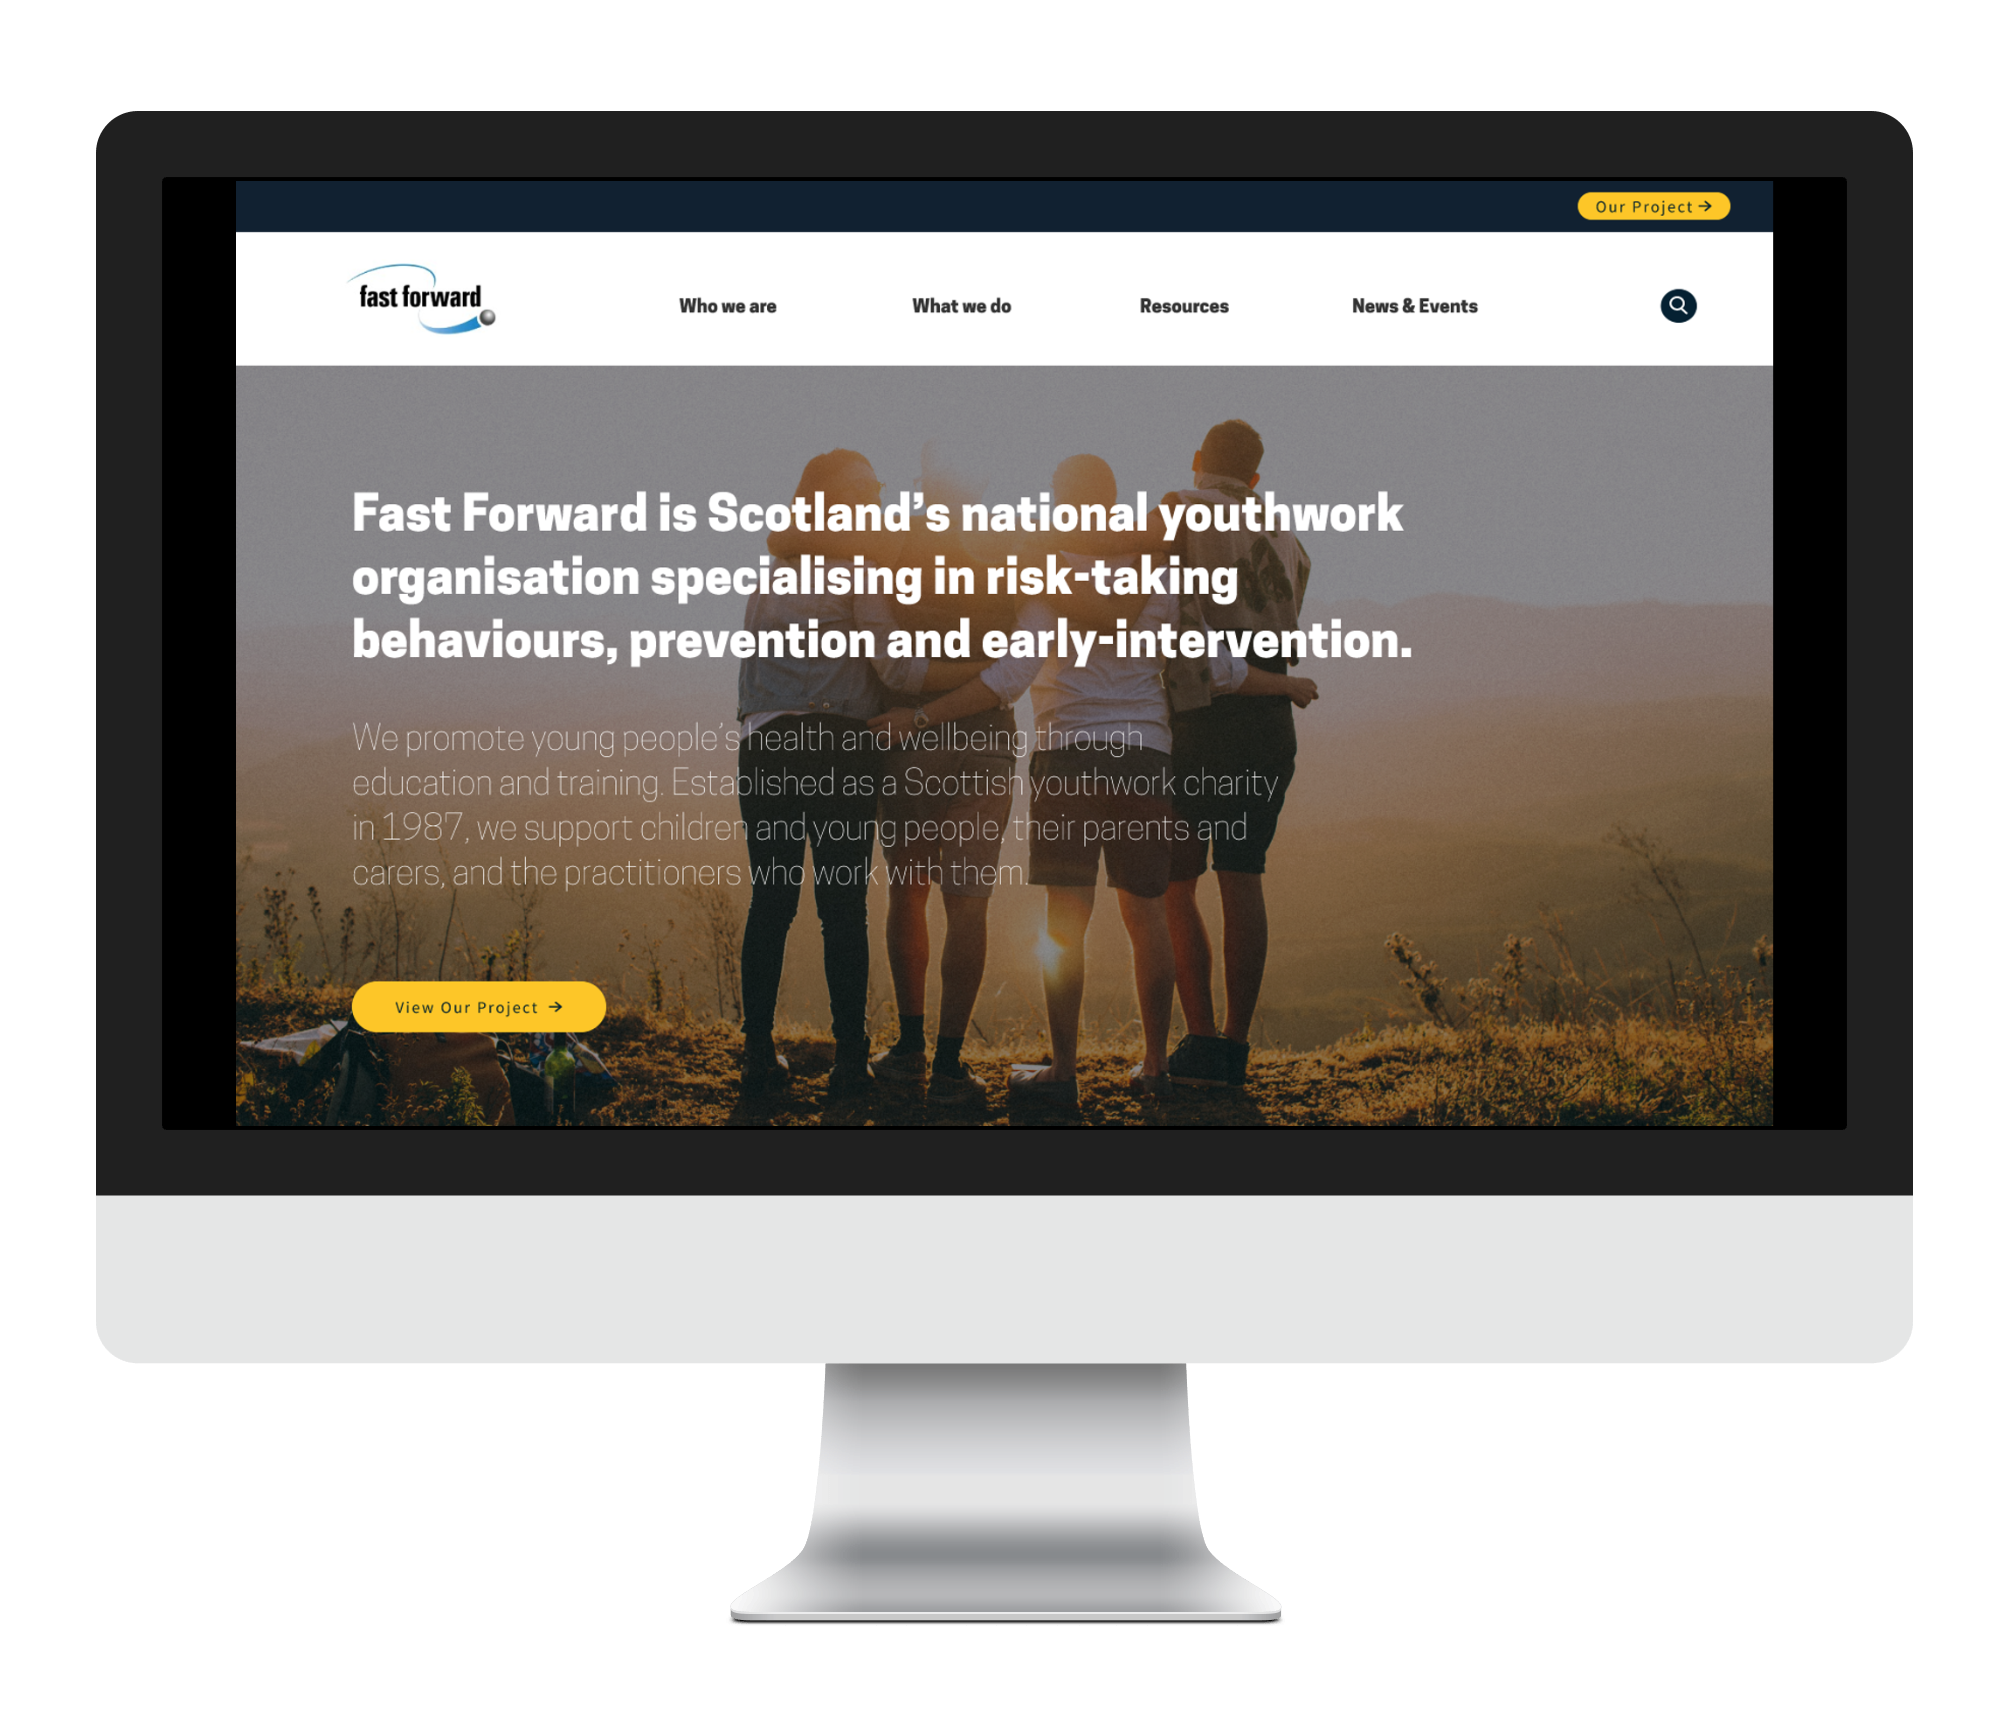 Our Project →
fast forward
Who we are
What we do
Resources
News & Events
Fast Forward is Scotland’s national youthwork
organisation specialising in risk-taking
behaviours, prevention and early-intervention.
We promote young people’s health and wellbeing through
education and training. Established as a Scottish youthwork charity
in 1987, we support children and young people, their parents and
carers, and the practitioners who work with them.
View Our Project →